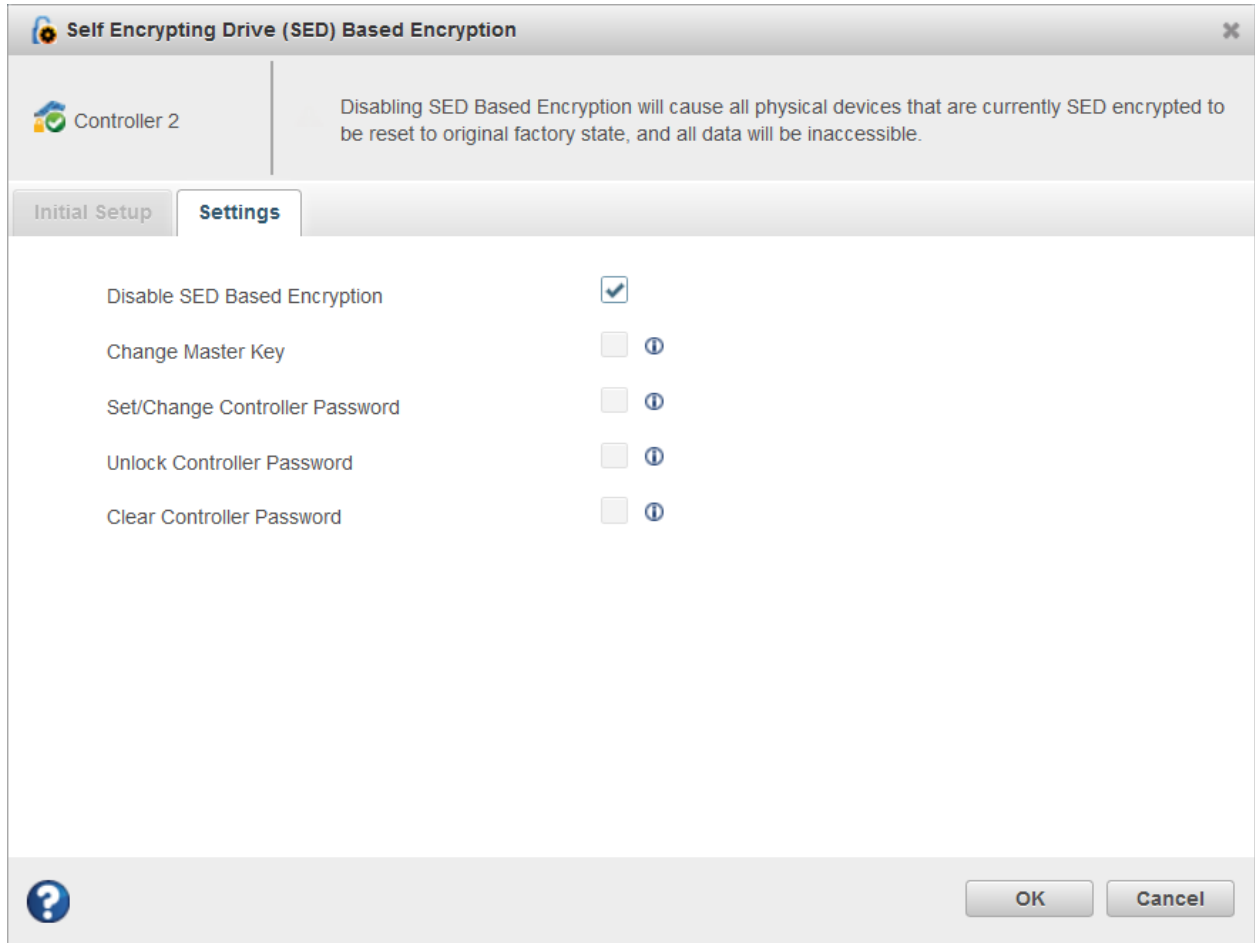 Self Encrypting Drive (SED) Based Encryption
Controller 2
Disabling SED Based Encryption will cause all physical devices that are currently SED encrypted to
be reset to original factory state, and all data will be inaccessible.
Initial Setup
Settings
Disable SED Based Encryption
Change Master Key
Set/Change Controller Password
Unlock Controller Password
Clear Controller Password
OK
Cancel